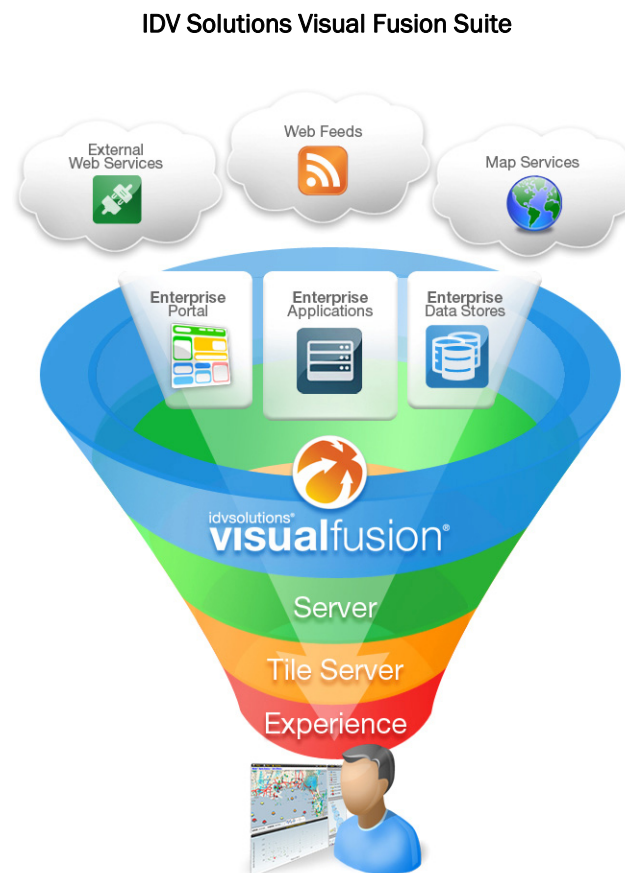 IDV Solutions Visual Fusion Suite
Web Feeds
External
Web Services
Map Services
Enterprise
Portal
Enterprise
Applications
Enterprise
Data Stores
idvsolutions®
visualfusion®
Server
Tile Server
Experience